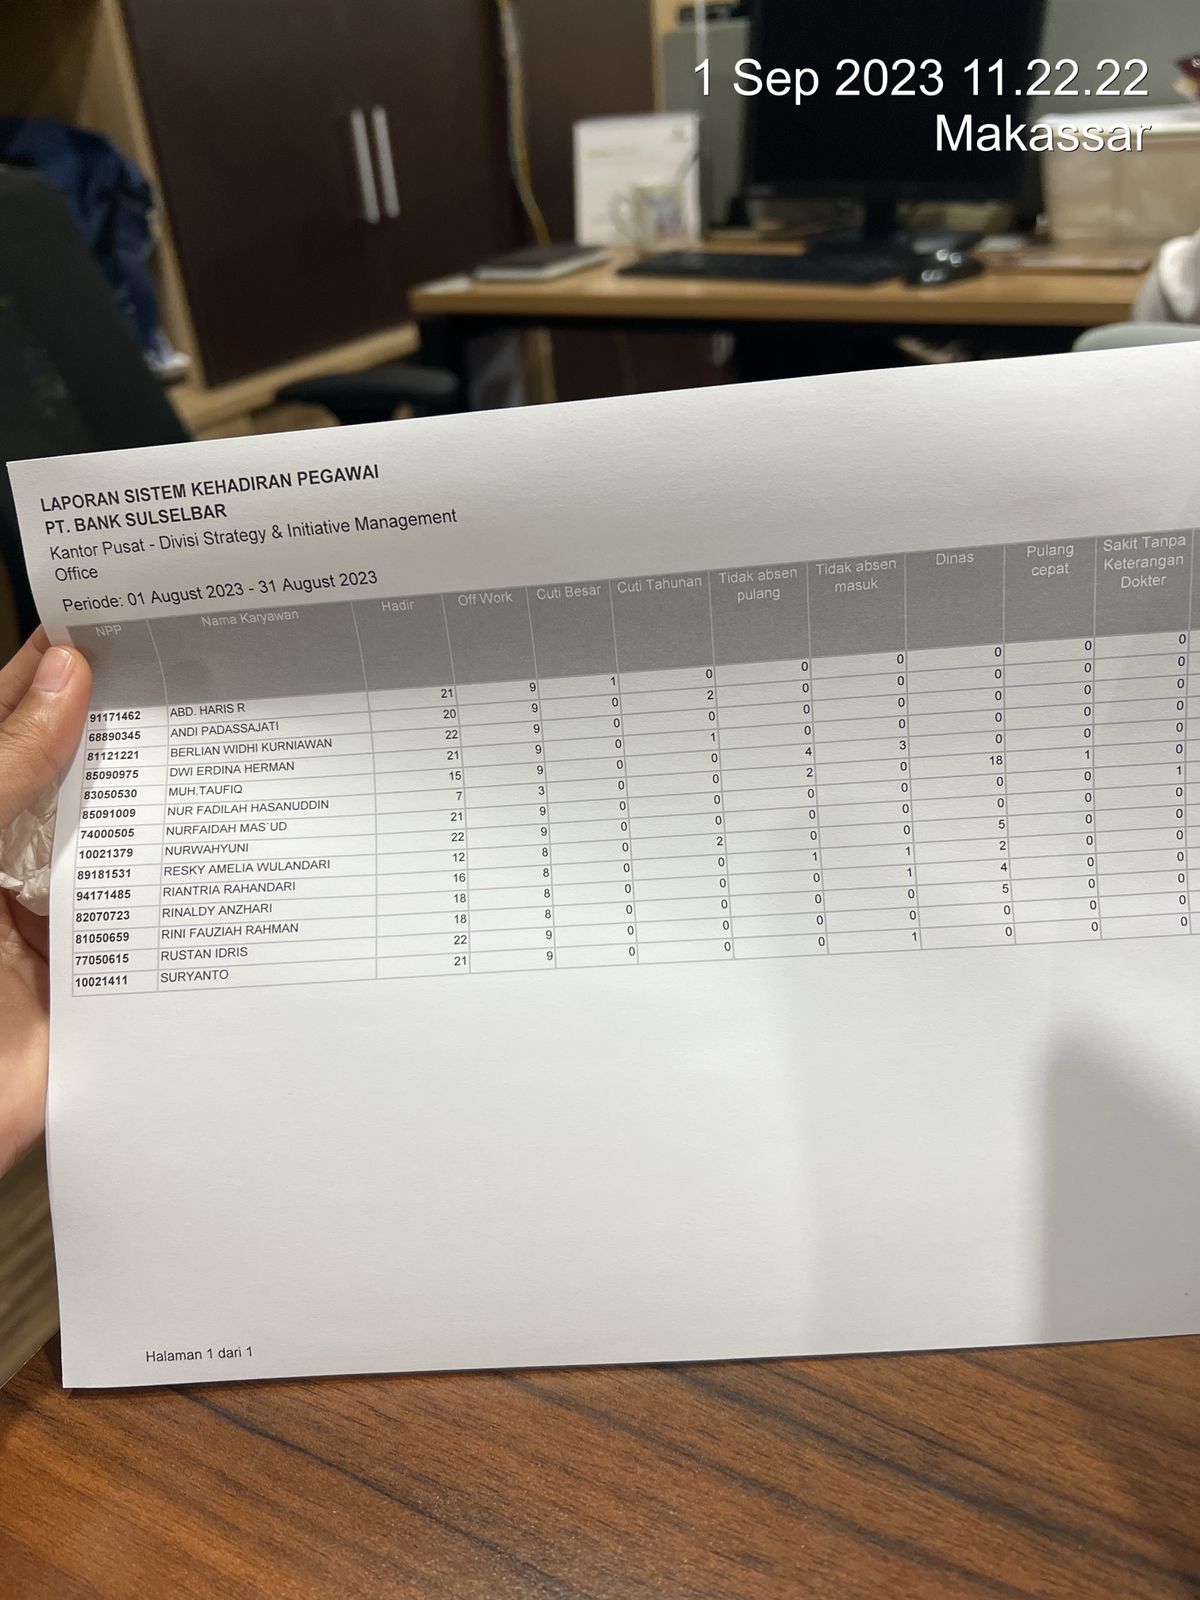 1 Sep 2023 11.22.22
Makassar
LAPORAN SISTEM KEHADIRAN PEGAWAI
PT. BANK SULSELBAR
Kantor Pusat - Divisi Strategy & Initiative Management
Office
Periode: 01 August 2023 - 31 August 2023
NPP Nama Karyawan Hadir Off Work Cuti Besar Cuti Tahunan Tidak absen pulang Tidak absen masuk Dinas Pulang cepat Sakit Tanpa Keterangan Dokter
91171462 ABD. HARIS R 21 9 1 0 0 0 0 0 0
68890345 ANDI PADASSAJATI 20 9 0 2 0 0 0 0 0
81121221 BERLIAN WIDHI KURNIAWAN 22 9 0 0 0 0 0 0 0
85090975 DWI ERDINA HERMAN 21 9 0 1 0 0 0 0 0
83050530 MUH.TAUFIQ 15 9 0 0 4 3 0 0 0
85091009 NUR FADILAH HASANUDDIN 7 3 0 0 2 0 18 1 0
74000505 NURFAIDAH MAS`UD 21 9 0 0 0 0 0 0 1
10021379 NURWAHYUNI 22 9 0 0 0 0 0 0 0
89181531 RESKY AMELIA WULANDARI 12 8 0 2 0 0 5 0 0
94171485 RIANTRIA RAHANDARI 16 8 0 0 1 1 2 0 0
82070723 RINALDY ANZHARI 18 8 0 0 0 1 4 0 0
81050659 RINI FAUZIAH RAHMAN 18 8 0 0 0 0 5 0 0
77050615 RUSTAN IDRIS 22 9 0 0 0 0 0 0 0
10021411 SURYANTO 21 9 0 0 0 1 0 0 0
Halaman 1 dari 1